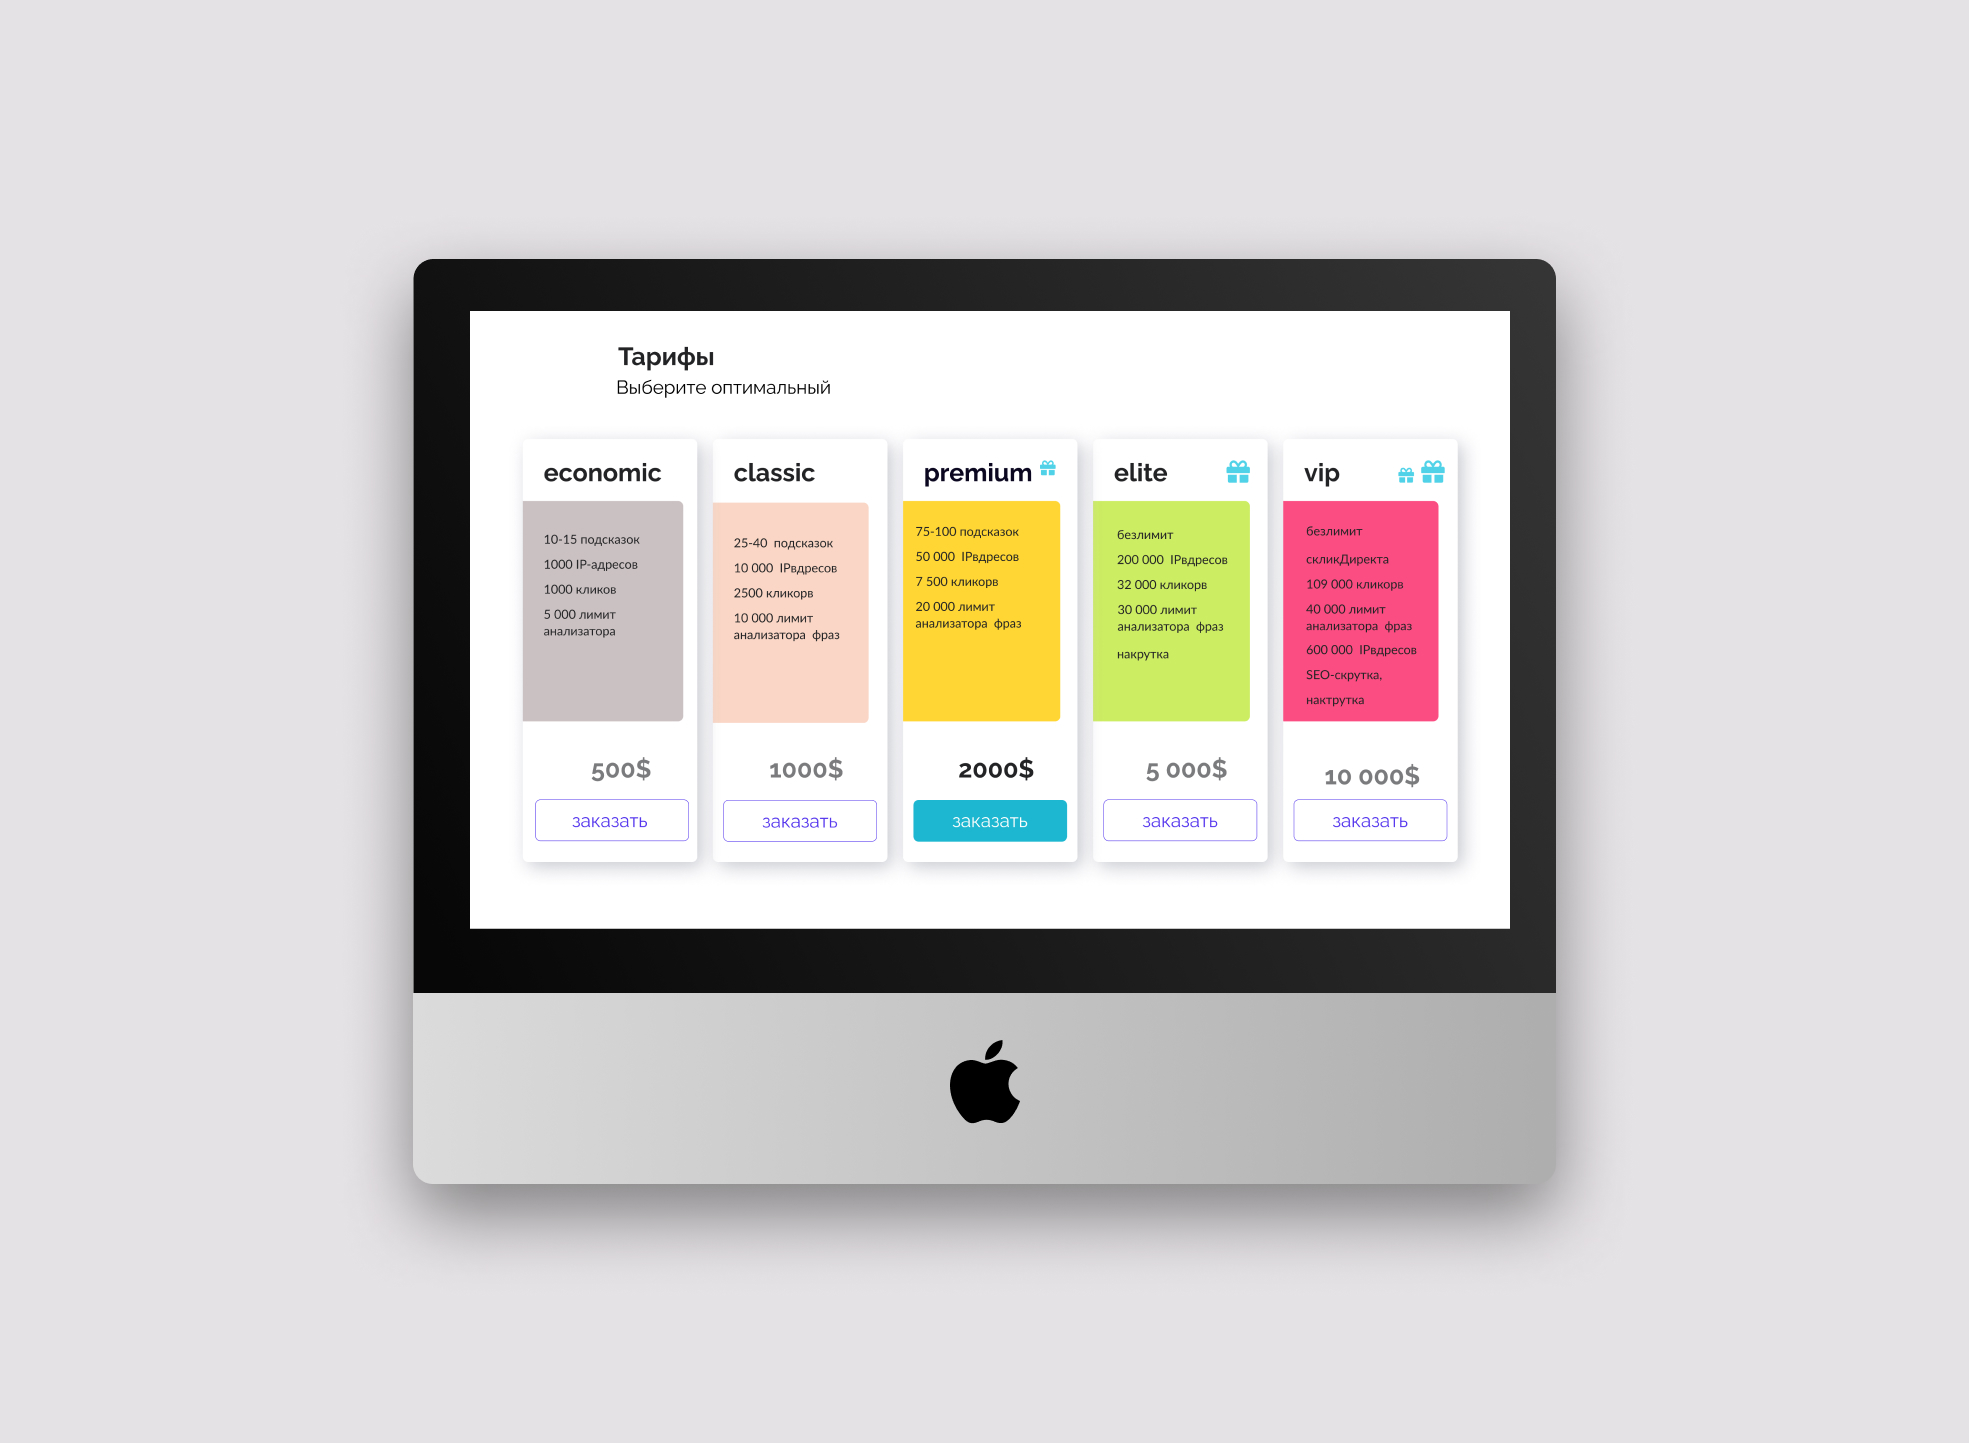 Тарифы
Выберите оптимальный
economic
10-15 подсказок
1000 IP-адресов
1000 кликов
5 000 лимит
анализатора
500$
заказать
classic
25-40 подсказок
10 000 IPвдресов
2500 кликорв
10 000 лимит
анализатора фраз
1000$
заказать
premium
75-100 подсказок
50 000 IPвдресов
7 500 кликорв
20 000 лимит
анализатора фраз
2000$
заказать
elite
безлимит
200 000 IPвдресов
32 000 кликорв
30 000 лимит
анализатора фраз
накрутка
5 000$
заказать
vip
безлимит
скликДиректа
109 000 кликорв
40 000 лимит
анализатора фраз
600 000 IPвдресов
SEO-скрутка,
нактрутка
10 000$
заказать